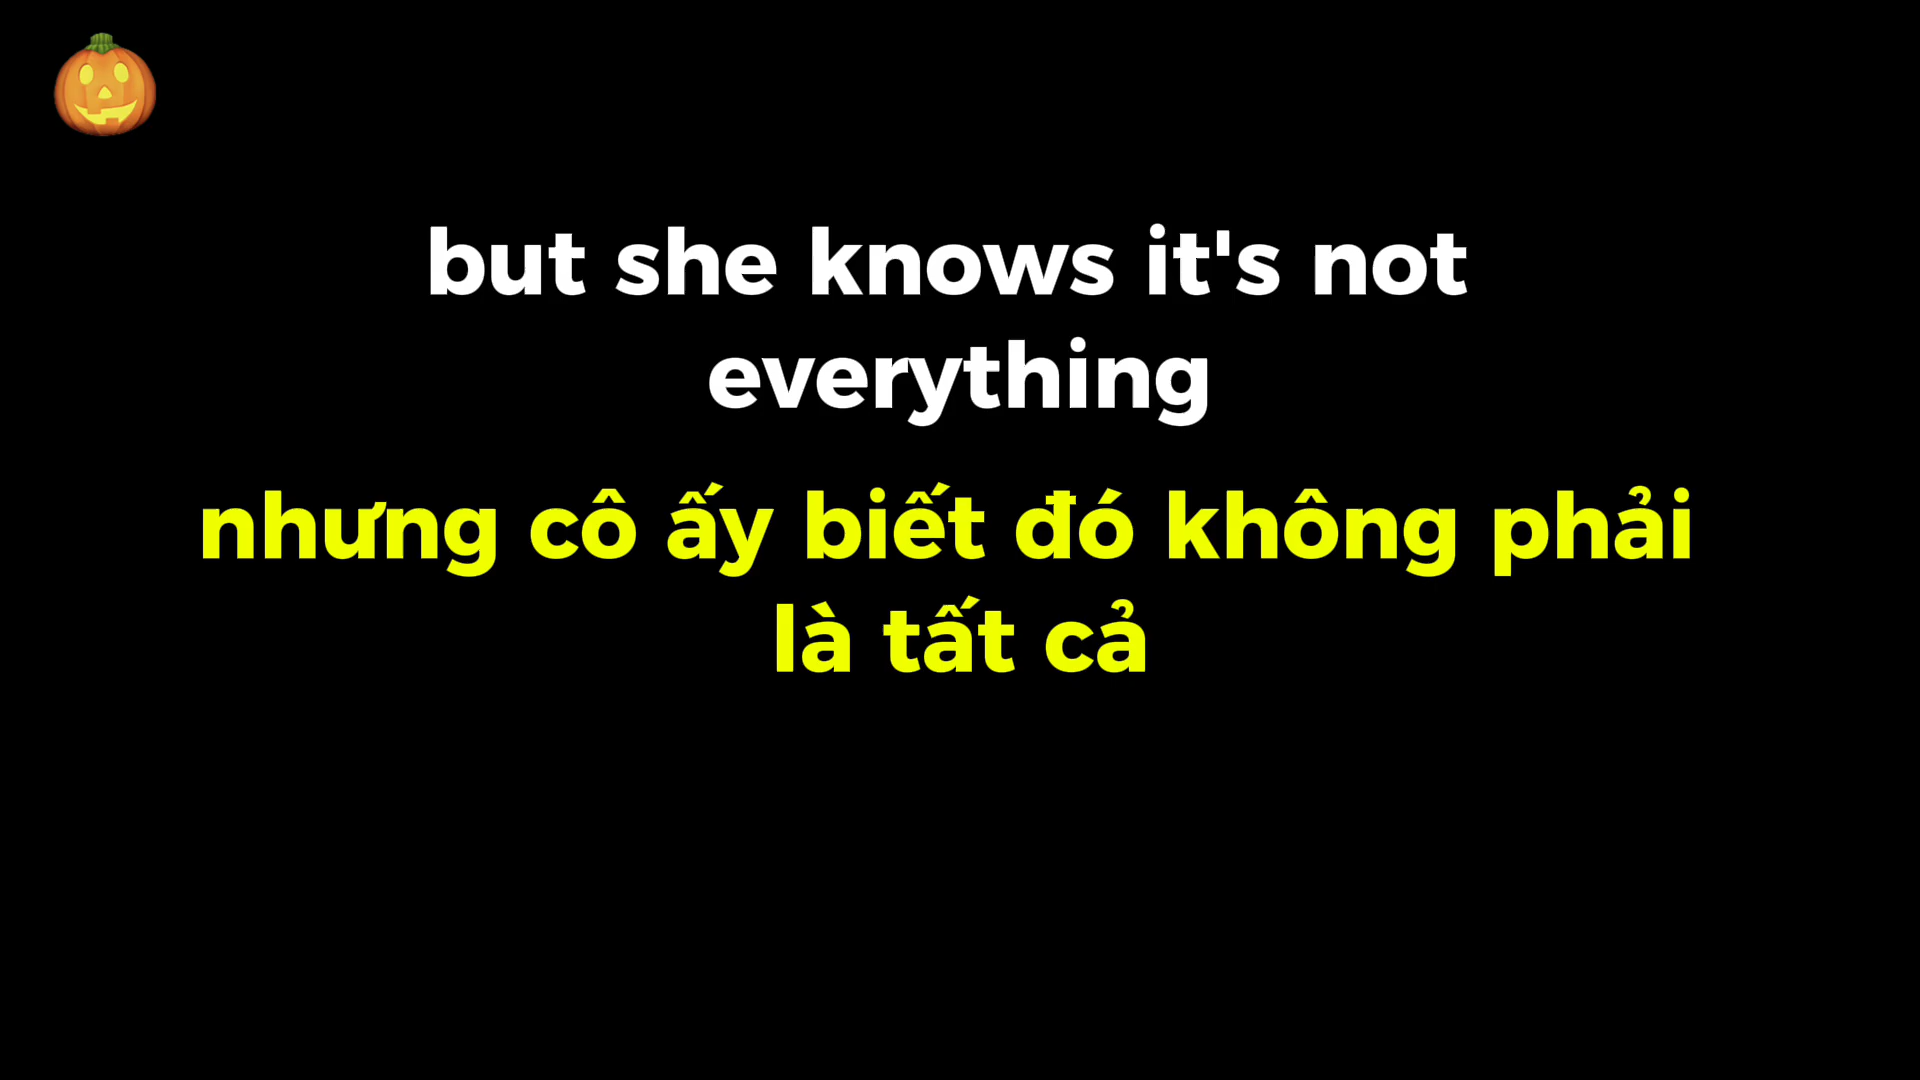 but she knows it's not
everything
nhưng cô ấy biết đó không phải
là tất cả